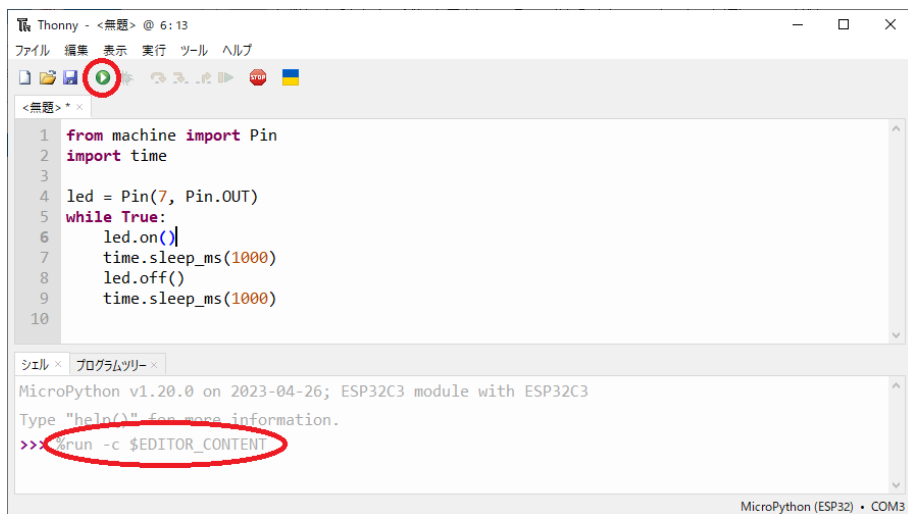 Thonny - <無題> @ 6:13
ファイル 編集 表示 実行 ツール ヘルプ
STOP
<無題> * ×
1 from machine import Pin
2 import time
3
4 led = Pin(7, Pin.OUT)
5 while True:
6     led.on()
7     time.sleep_ms(1000)
8     led.off()
9     time.sleep_ms(1000)
10
シェル × プログラムツリー ×
MicroPython v1.20.0 on 2023-04-26; ESP32C3 module with ESP32C3
Type "help()" for more information.
>>> %run -c $EDITOR_CONTENT
MicroPython (ESP32) • COM3